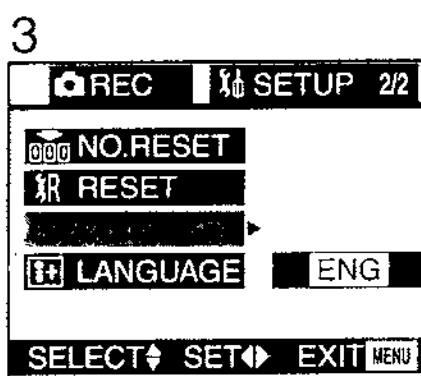 3
REC SETUP 2/2
NO.RESET
RESET
LANGUAGE ENG
SELECT SET EXIT MENU